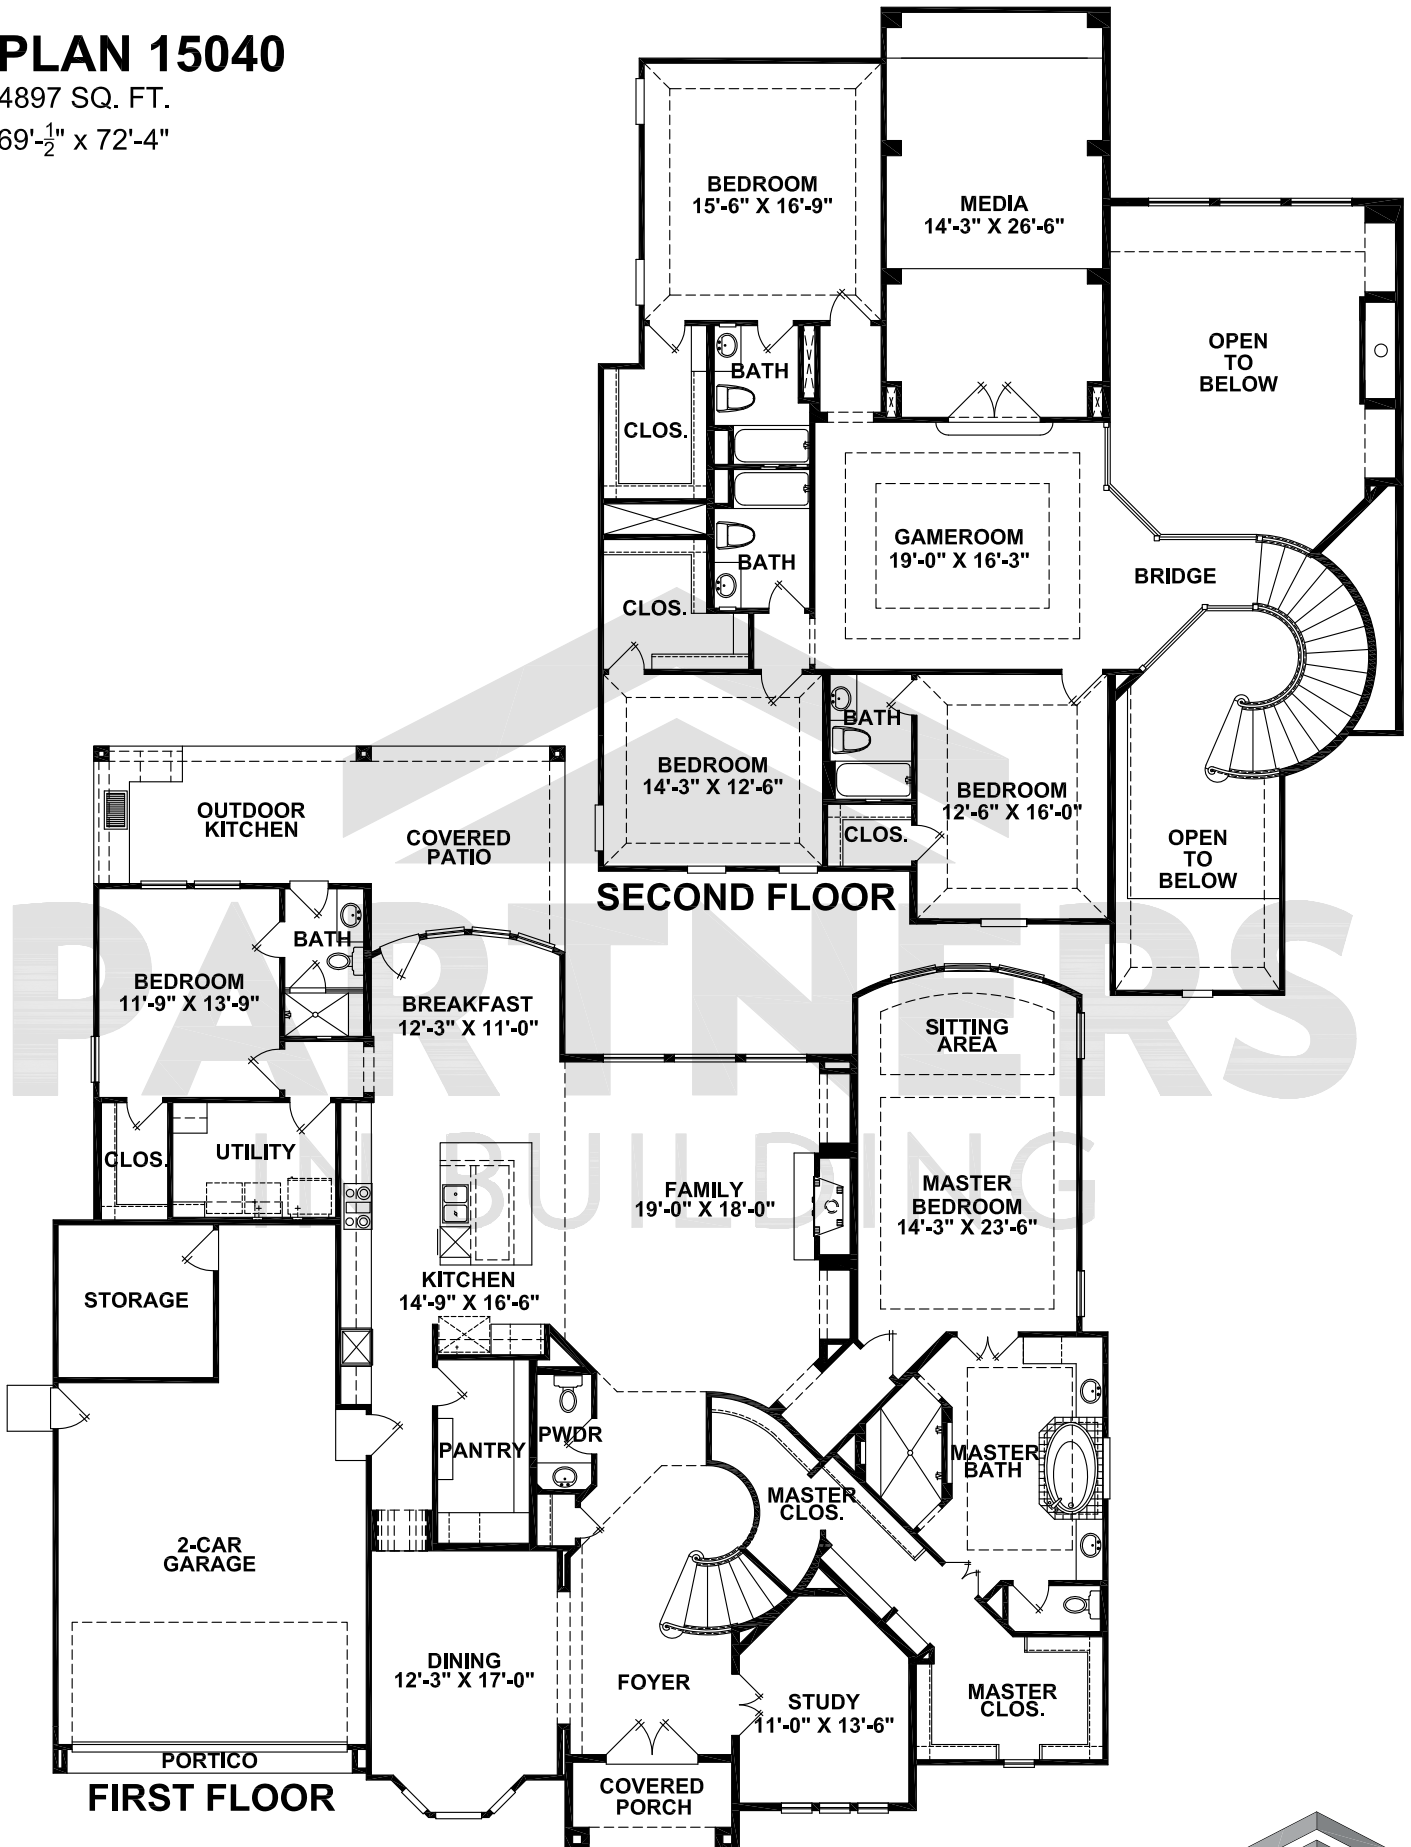 PLAN 15040
4897 SQ. FT.
69'-½" x 72'-4"
BEDROOM
15'-6" X 16'-9"
MEDIA
14'-3" X 26'-6"
OPEN
TO
BELOW
BATH
CLOS.
GAMEROOM
19'-0" X 16'-3"
BATH
BRIDGE
CLOS.
BATH
BEDROOM
14'-3" X 12'-6"
BEDROOM
12'-6" X 16'-0"
CLOS.
OPEN
TO
BELOW
SECOND FLOOR
OUTDOOR
KITCHEN
COVERED
PATIO
BATH
BEDROOM
11'-9" X 13'-9"
BREAKFAST
12'-3" X 11'-0"
SITTING
AREA
PARTNERS
IN BUILDING
CLOS.
UTILITY
FAMILY
19'-0" X 18'-0"
MASTER
BEDROOM
14'-3" X 23'-6"
STORAGE
KITCHEN
14'-9" X 16'-6"
PANTRY
PWDR
MASTER
BATH
MASTER
CLOS.
2-CAR
GARAGE
DINING
12'-3" X 17'-0"
FOYER
STUDY
11'-0" X 13'-6"
MASTER
CLOS.
PORTICO
COVERED
PORCH
FIRST FLOOR